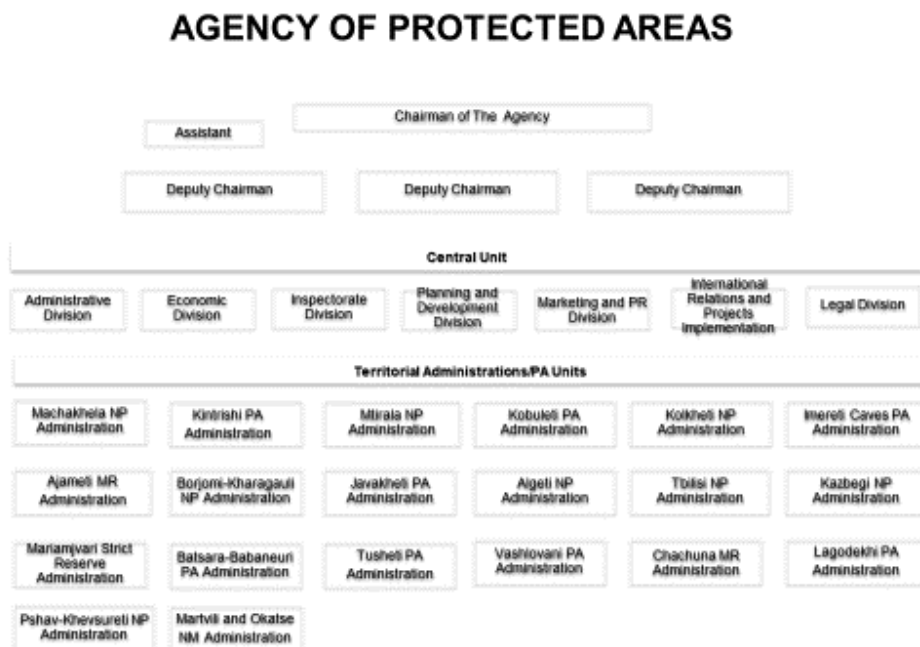 AGENCY OF PROTECTED AREAS
Chairman of The Agency
Assistant
Deputy Chairman
Deputy Chairman
Deputy Chairman
Central Unit
Administrative
Division
Economic
Division
Inspectorate
Division
Planning and
Development
Division
Marketing and PR
Division
International
Relations and
Projects
Implementation
Legal Division
Territorial Administrations/PA Units
Machakhela NP
Administration
Kintrishi PA
Administration
Mtirala NP
Administration
Kobuleti PA
Administration
Kolkheti NP
Administration
Imereti Caves PA
Administration
Ajameti MR
Administration
Borjomi-Kharagauli
NP Administration
Javakheti PA
Administration
Algeti NP
Administration
Tbilisi NP
Administration
Kazbegi NP
Administration
Mariamjvari Strict
Reserve
Administration
Batsara-Babaneuri
PA Administration
Tusheti PA
Administration
Vashlovani PA
Administration
Chachuna MR
Administration
Lagodekhi PA
Administration
Pshav-Khevsureti NP
Administration
Martvili and Okatse
NM Administration